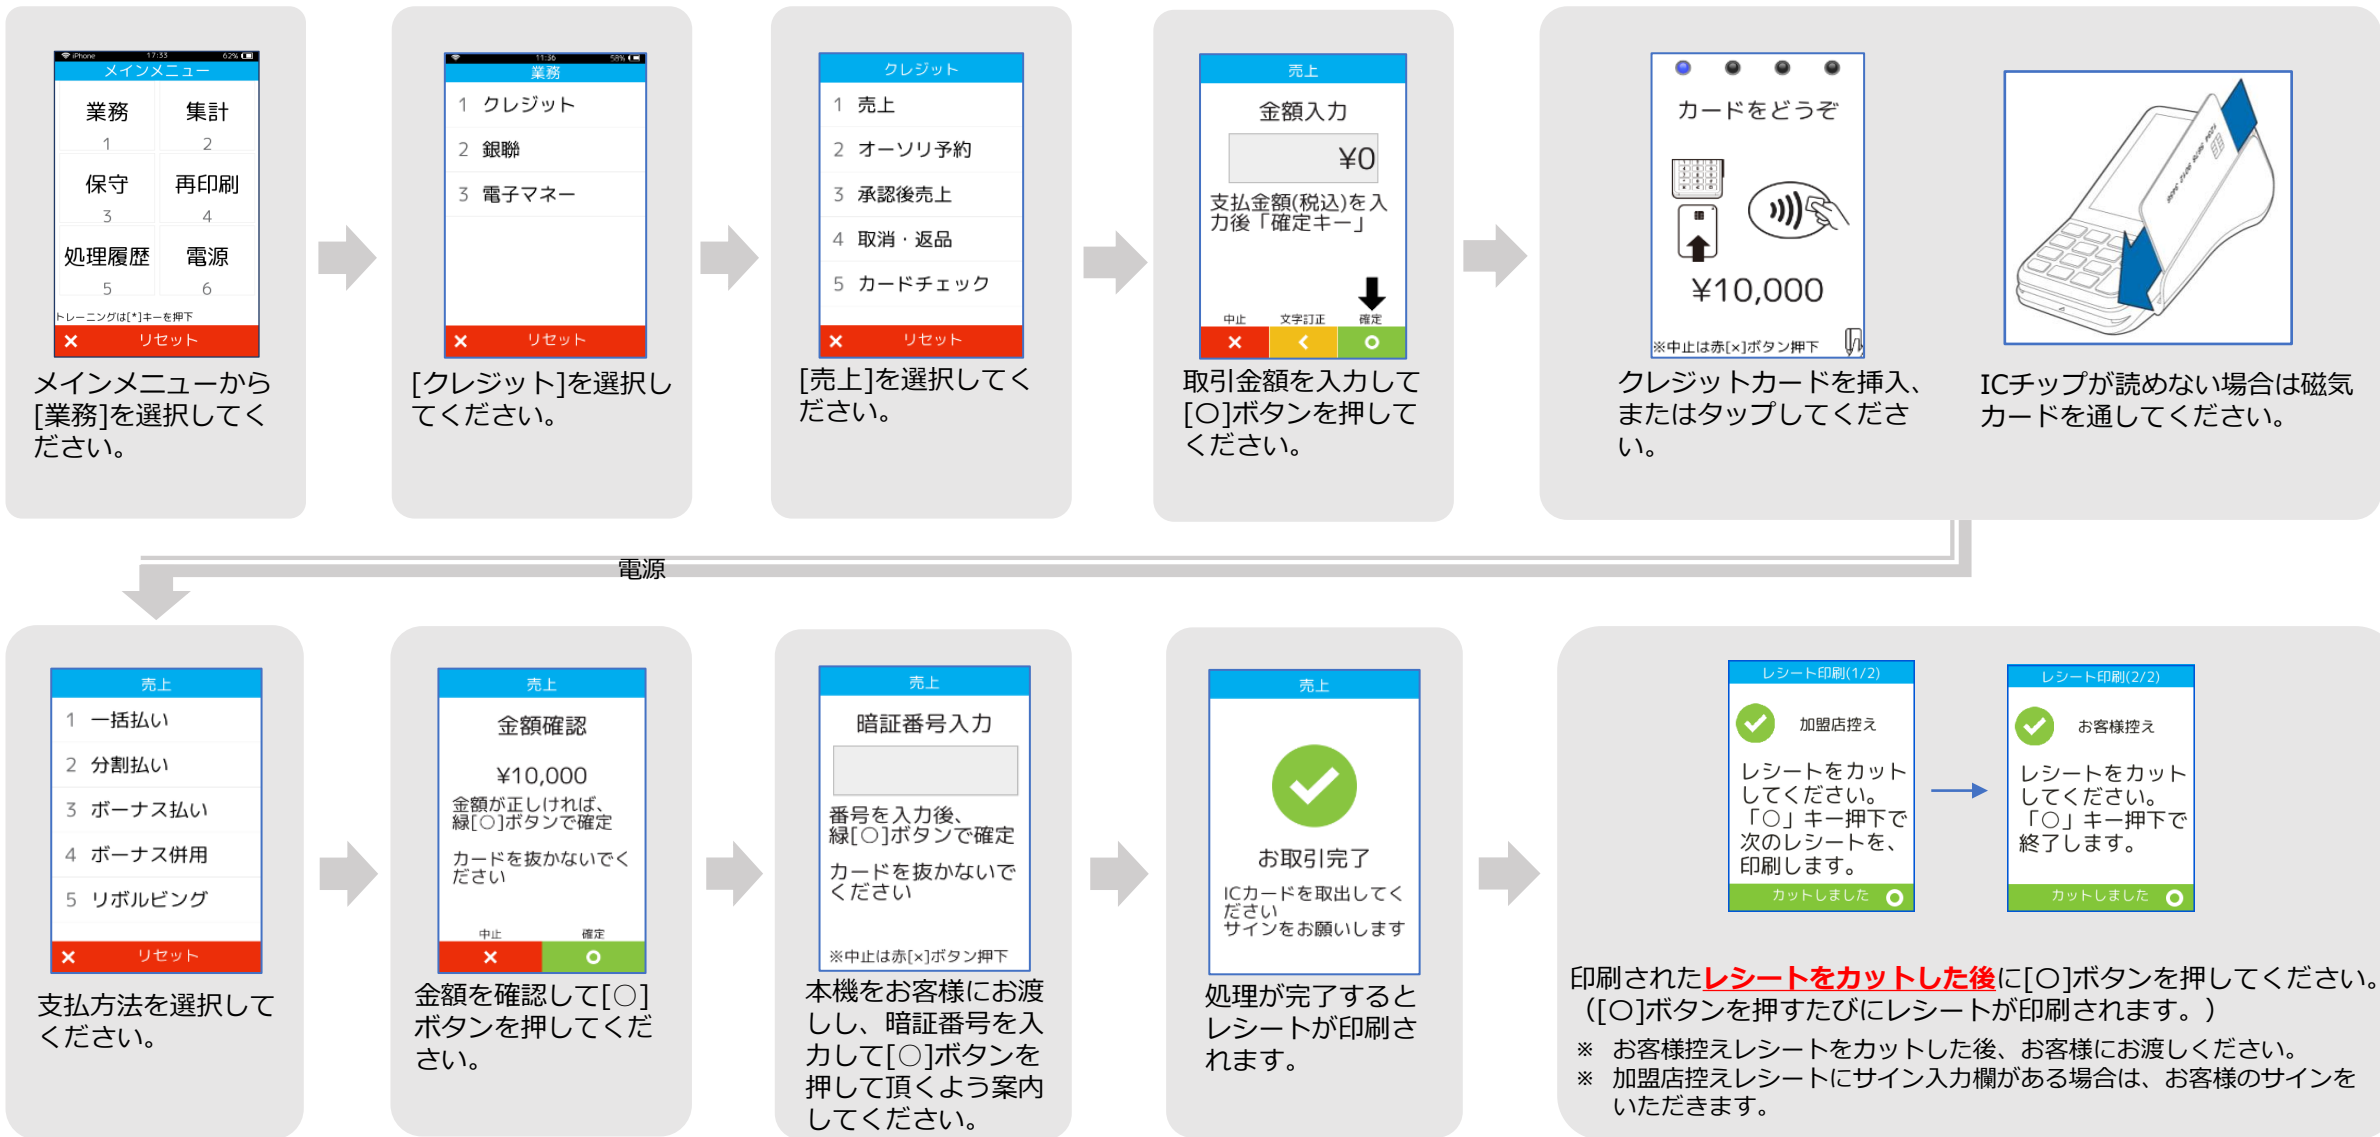 iPhone 17:33 62%
メインメニュー
業務 集計
1 2
保守 再印刷
3 4
処理履歴 電源
5 6
トレーニングは[*]キーを押下
× リセット
メインメニューから
[業務]を選択してく
ださい。
11:36 58%
業務
1 クレジット
2 銀聯
3 電子マネー
× リセット
[クレジット]を選択し
てください。
クレジット
1 売上
2 オーソリ予約
3 承認後売上
4 取消・返品
5 カードチェック
× リセット
[売上]を選択してく
ださい。
売上
金額入力
¥0
支払金額(税込)を入
力後「確定キー」
中止 文字訂正 確定
× < ○
取引金額を入力して
[○]ボタンを押して
ください。
カードをどうぞ
¥10,000
※中止は赤[×]ボタン押下
クレジットカードを挿入、
またはタップしてくださ
い。
ICチップが読めない場合は磁気
カードを通してください。
電源
売上
1 一括払い
2 分割払い
3 ボーナス払い
4 ボーナス併用
5 リボルビング
× リセット
支払方法を選択して
ください。
売上
金額確認
¥10,000
金額が正しければ、
緑[○]ボタンで確定
カードを抜かないでく
ださい
中止 確定
× ○
金額を確認して[○]
ボタンを押してくだ
さい。
売上
暗証番号入力
番号を入力後、
緑[○]ボタンで確定
カードを抜かないで
ください
※中止は赤[×]ボタン押下
本機をお客様にお渡
しし、暗証番号を入
力して[○]ボタンを
押して頂くよう案内
してください。
売上
お取引完了
ICカードを取出してく
ださい
サインをお願いします
処理が完了すると
レシートが印刷さ
れます。
レシート印刷(1/2)
加盟店控え
レシートをカット
してください。
「○」キー押下で
次のレシートを、
印刷します。
カットしました ○
レシート印刷(2/2)
お客様控え
レシートをカット
してください。
「○」キー押下で
終了します。
カットしました ○
印刷されたレシートをカットした後に[○]ボタンを押してください。
([○]ボタンを押すたびにレシートが印刷されます。)
※ お客様控えレシートをカットした後、お客様にお渡しください。
※ 加盟店控えレシートにサイン入力欄がある場合は、お客様のサインを
いただきます。